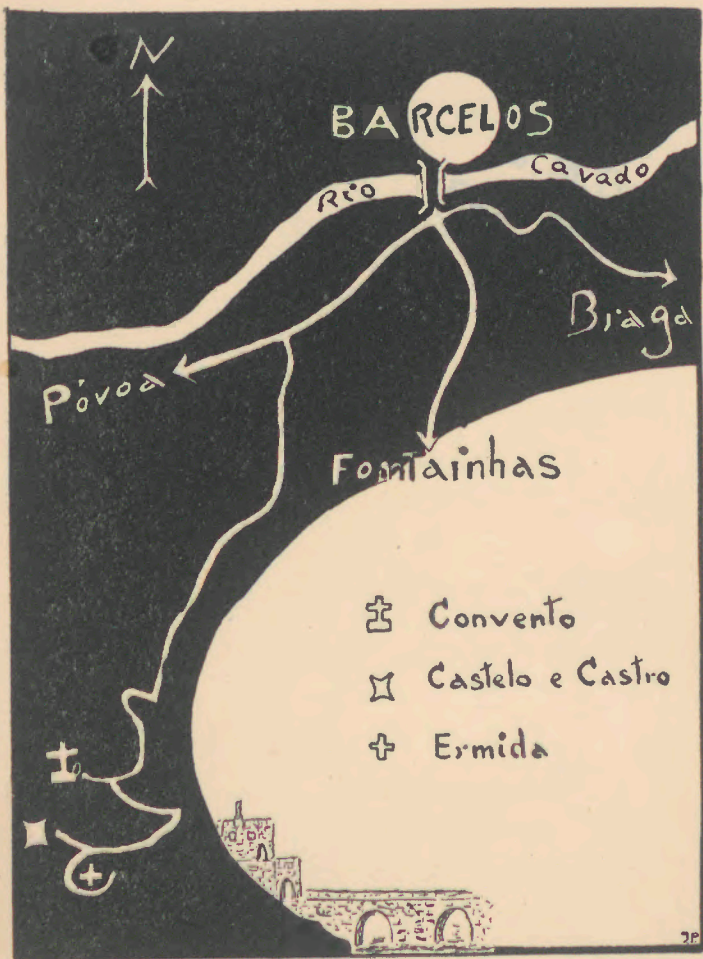 N
BARCELOS
Rio Cavado
Braga
Póvoa
Fontainhas
Convento
Castelo e Castro
Ermida
JP